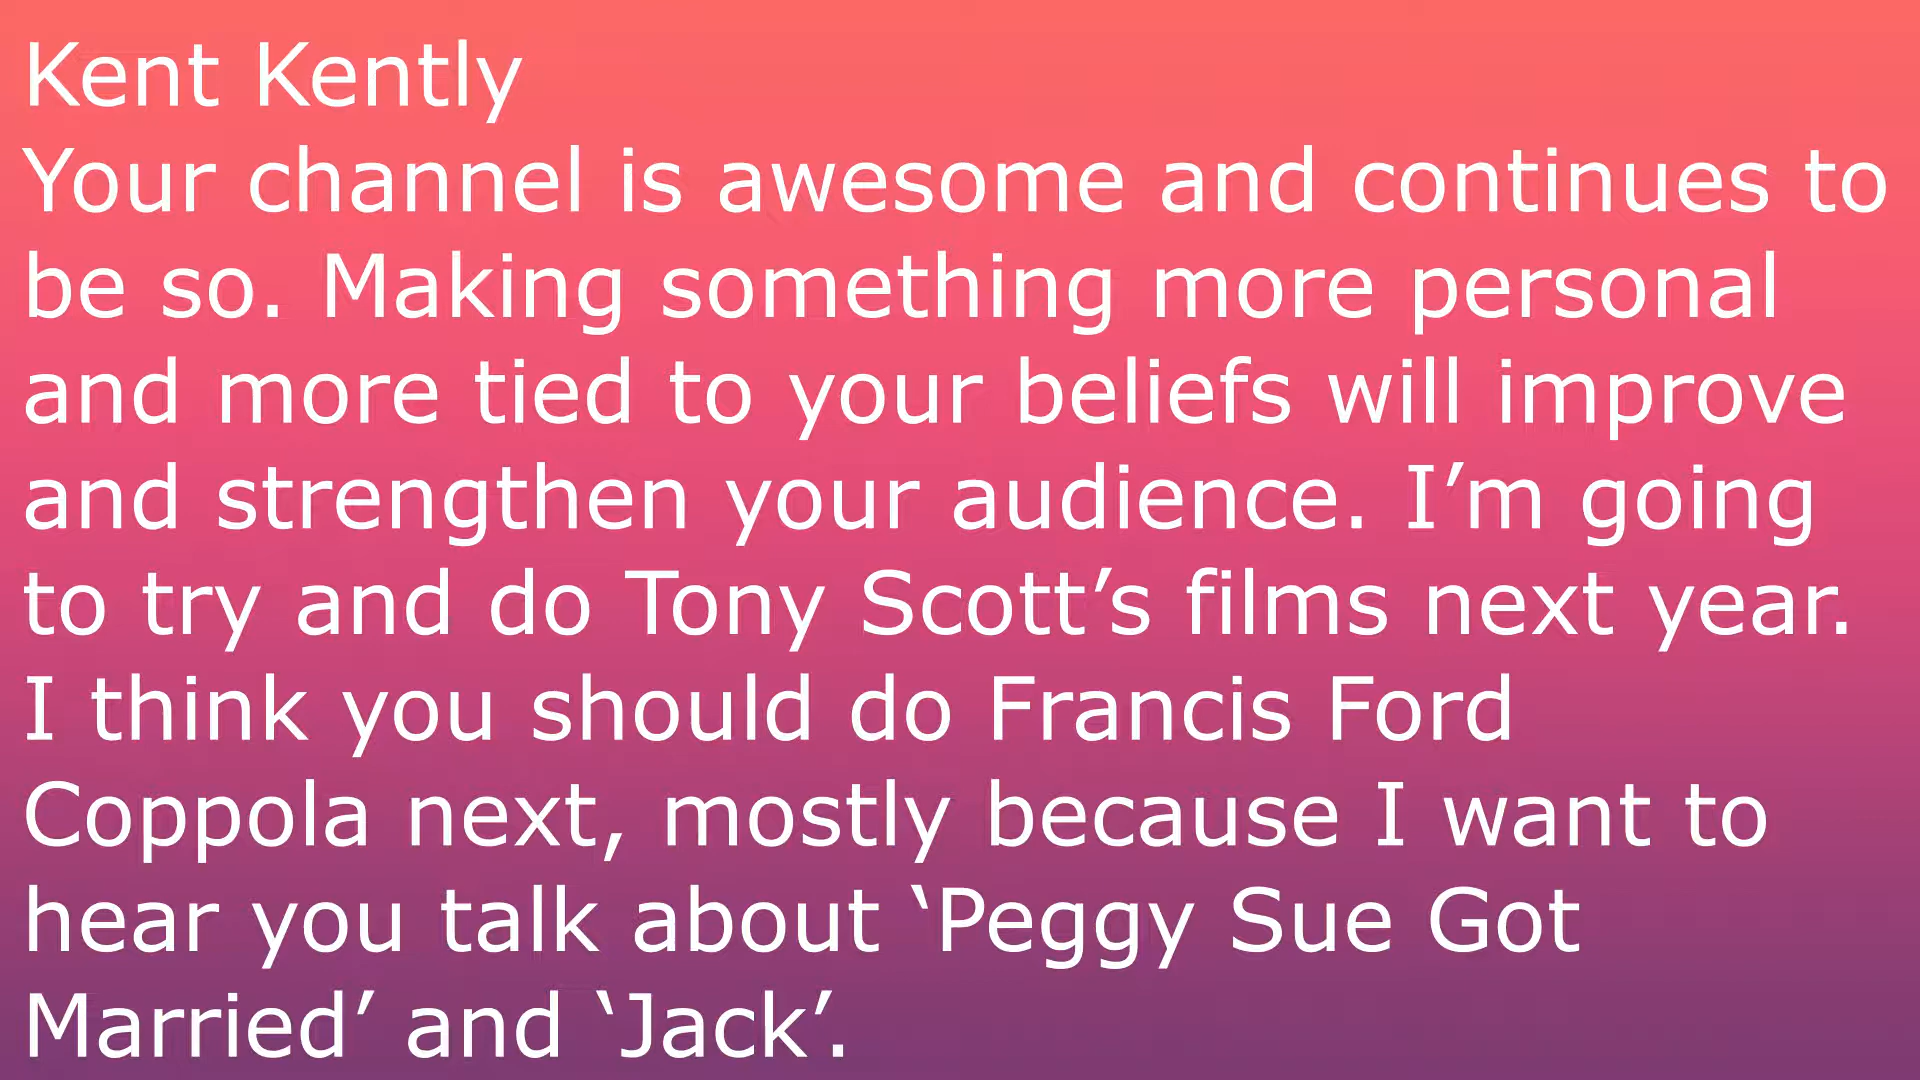 Kent Kently
Your channel is awesome and continues to
be so. Making something more personal
and more tied to your beliefs will improve
and strengthen your audience. I’m going
to try and do Tony Scott’s films next year.
I think you should do Francis Ford
Coppola next, mostly because I want to
hear you talk about ‘Peggy Sue Got
Married’ and ‘Jack’.